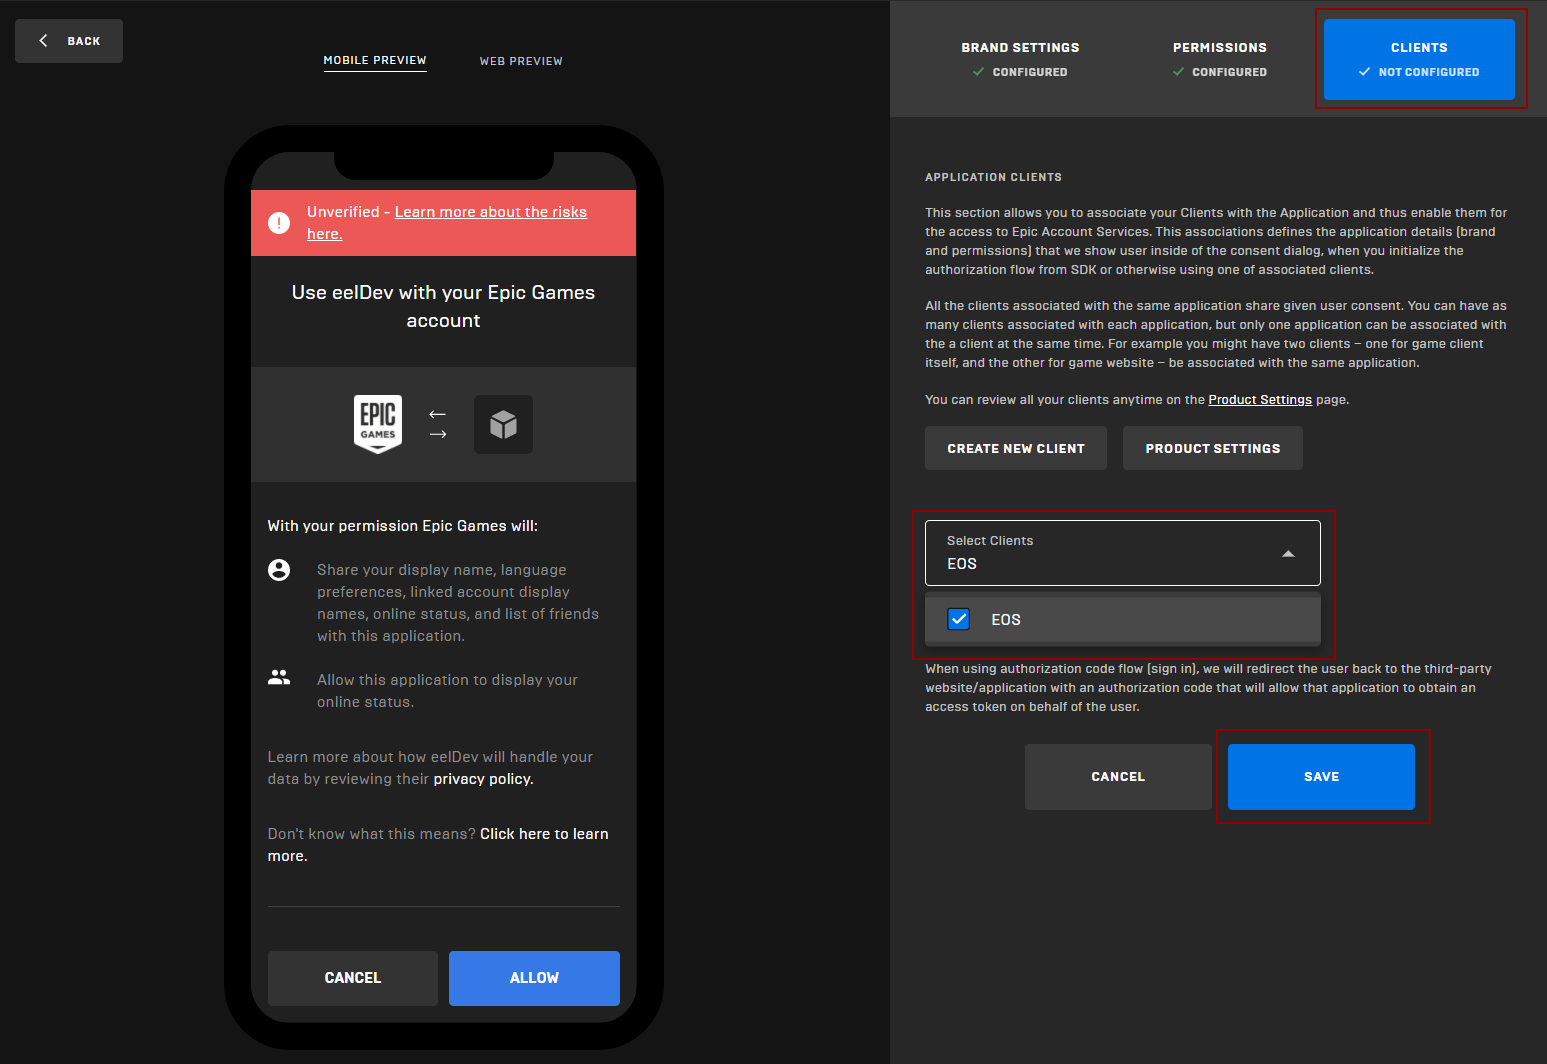 BACK
MOBILE PREVIEW
WEB PREVIEW
Unverified - Learn more about the risks
here.
Use eelDev with your Epic Games
account
EPIC
GAMES
With your permission Epic Games will:
Share your display name, language
preferences, linked account display
names, online status, and list of friends
with this application.
Allow this application to display your
online status.
Learn more about how eelDev will handle your
data by reviewing their privacy policy.
Don't know what this means? Click here to learn
more.
CANCEL
ALLOW
BRAND SETTINGS
CONFIGURED
PERMISSIONS
CONFIGURED
CLIENTS
NOT CONFIGURED
APPLICATION CLIENTS
This section allows you to associate your Clients with the Application and thus enable them for
the access to Epic Account Services. This associations defines the application details (brand
and permissions) that we show user inside of the consent dialog, when you initialize the
authorization flow from SDK or otherwise using one of associated clients.
All the clients associated with the same application share given user consent. You can have as
many clients associated with each application, but only one application can be associated with
the a client at the same time. For example you might have two clients – one for game client
itself, and the other for game website – be associated with the same application.
You can review all your clients anytime on the Product Settings page.
CREATE NEW CLIENT
PRODUCT SETTINGS
Select Clients
EOS
EOS
When using authorization code flow (sign in), we will redirect the user back to the third-party
website/application with an authorization code that will allow that application to obtain an
access token on behalf of the user.
CANCEL
SAVE